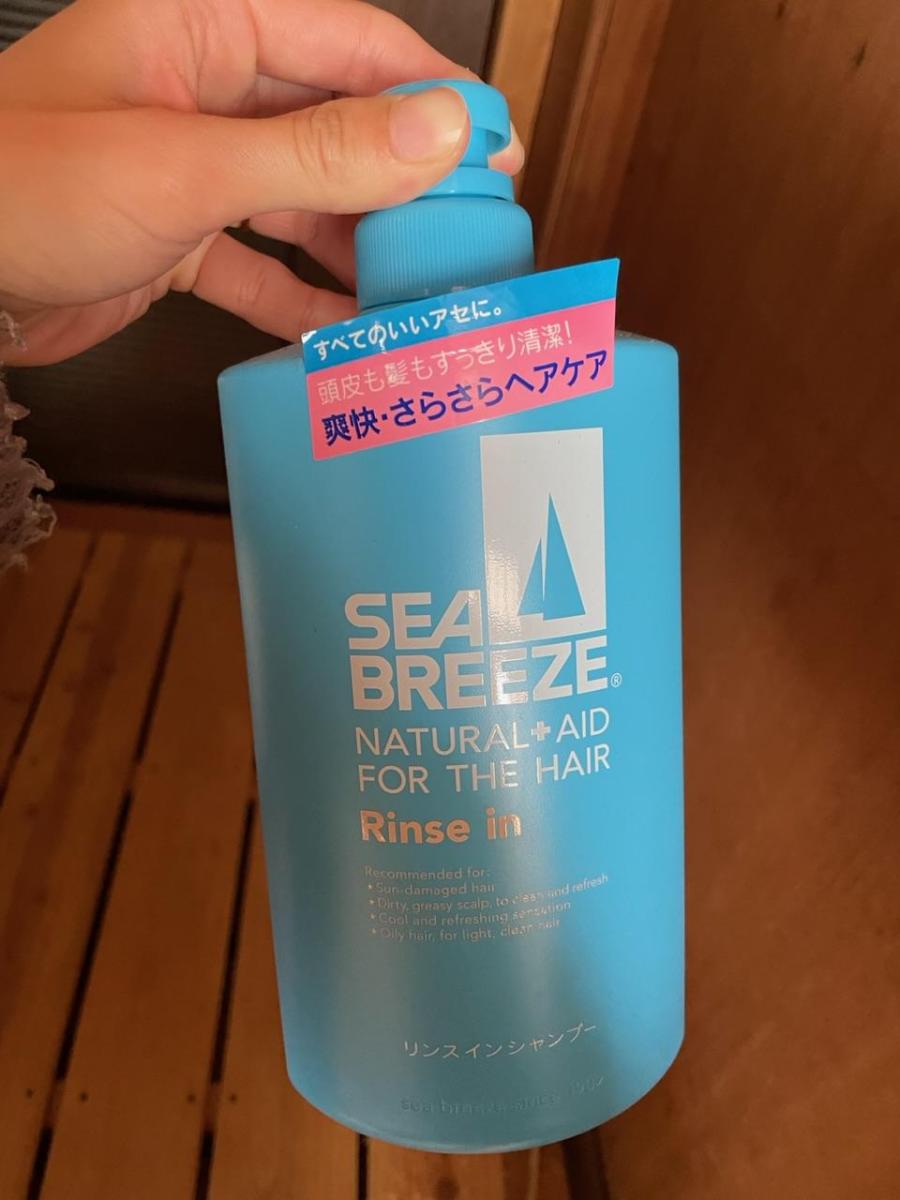 すべてのいいアセに。
頭皮も髪もすっきり清潔!
爽快・さらさらヘアケア
SEA
BREEZE®
NATURAL+AID
FOR THE HAIR
Rinse in
Recommended for:
• Sun-damaged hair
• Dirty, greasy scalp, to clean and refresh
• Cool and refreshing sensation
• Oily hair, for light, clean hair
リンスインシャンプー
sea breeze since